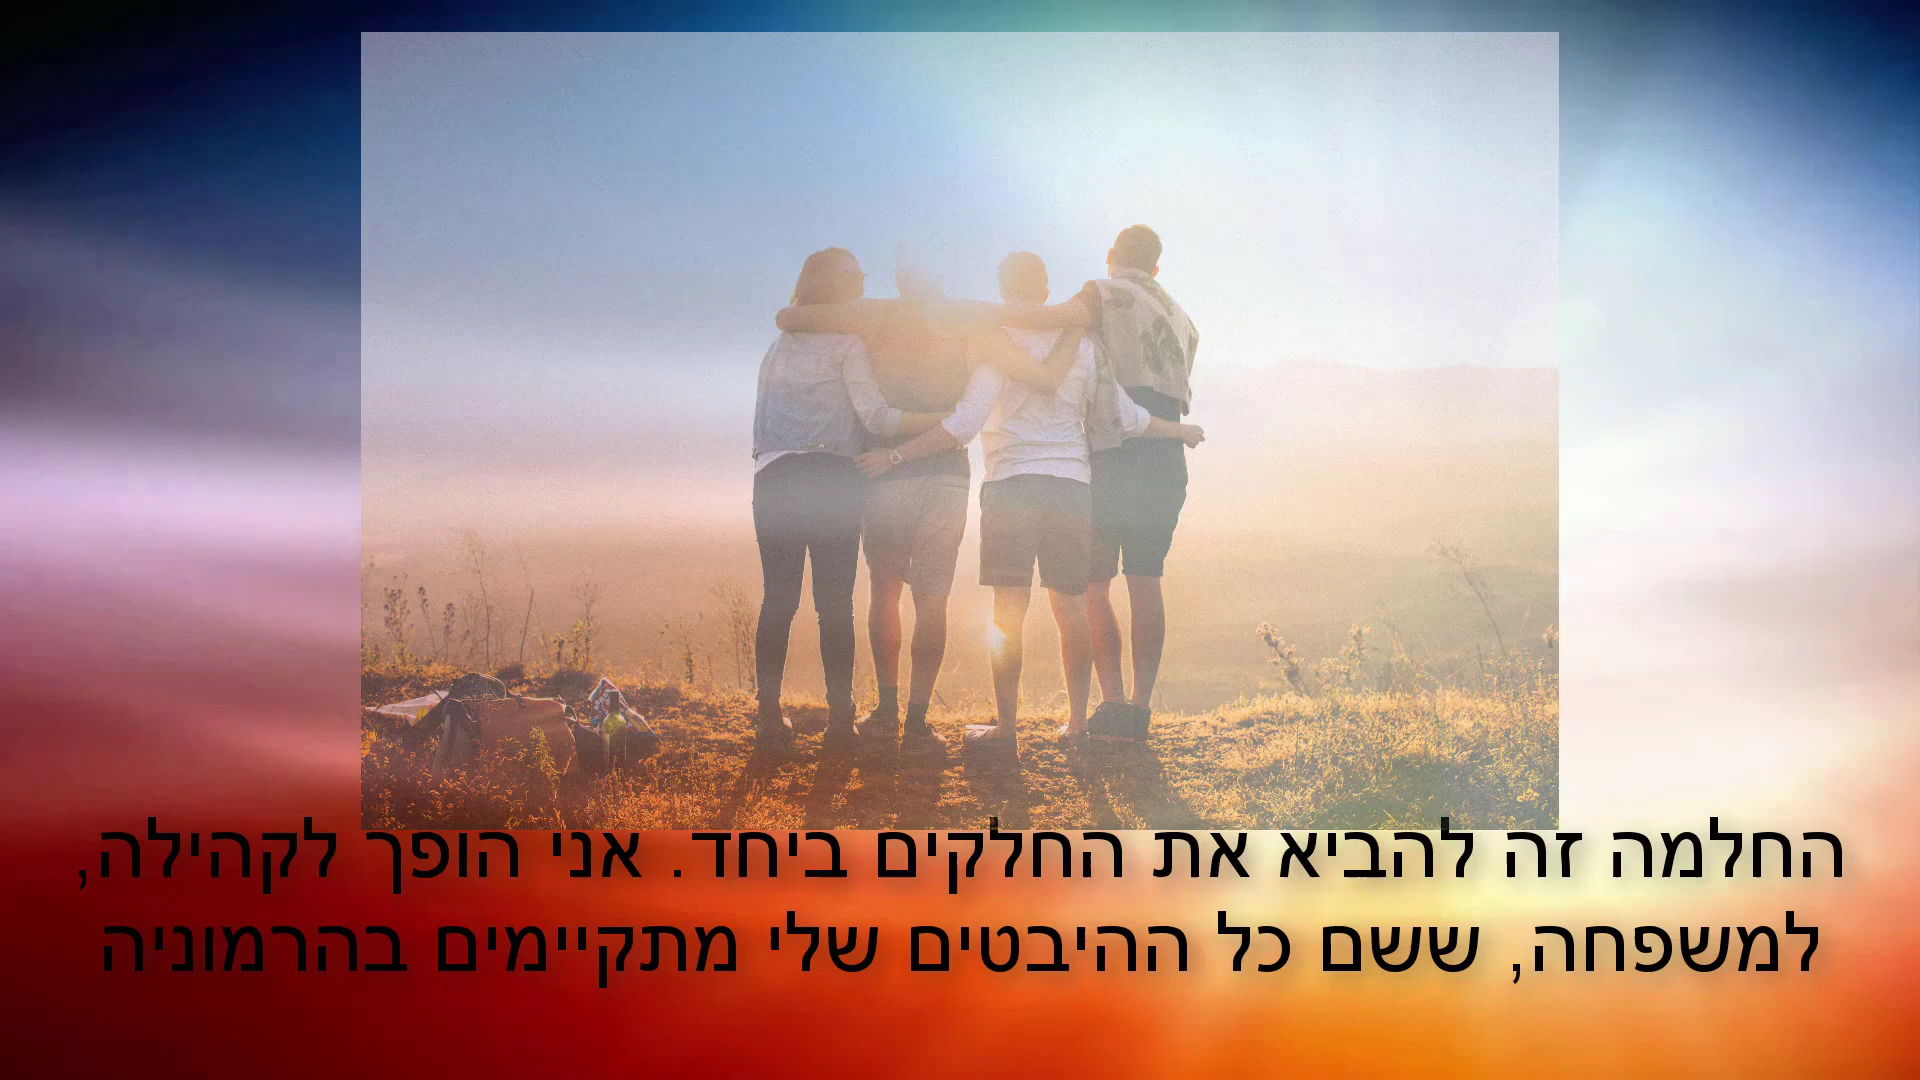 החלמה זה להביא את החלקים ביחד. אני הופך לקהילה,
למשפחה, ששם כל ההיבטים שלי מתקיימים בהרמוניה